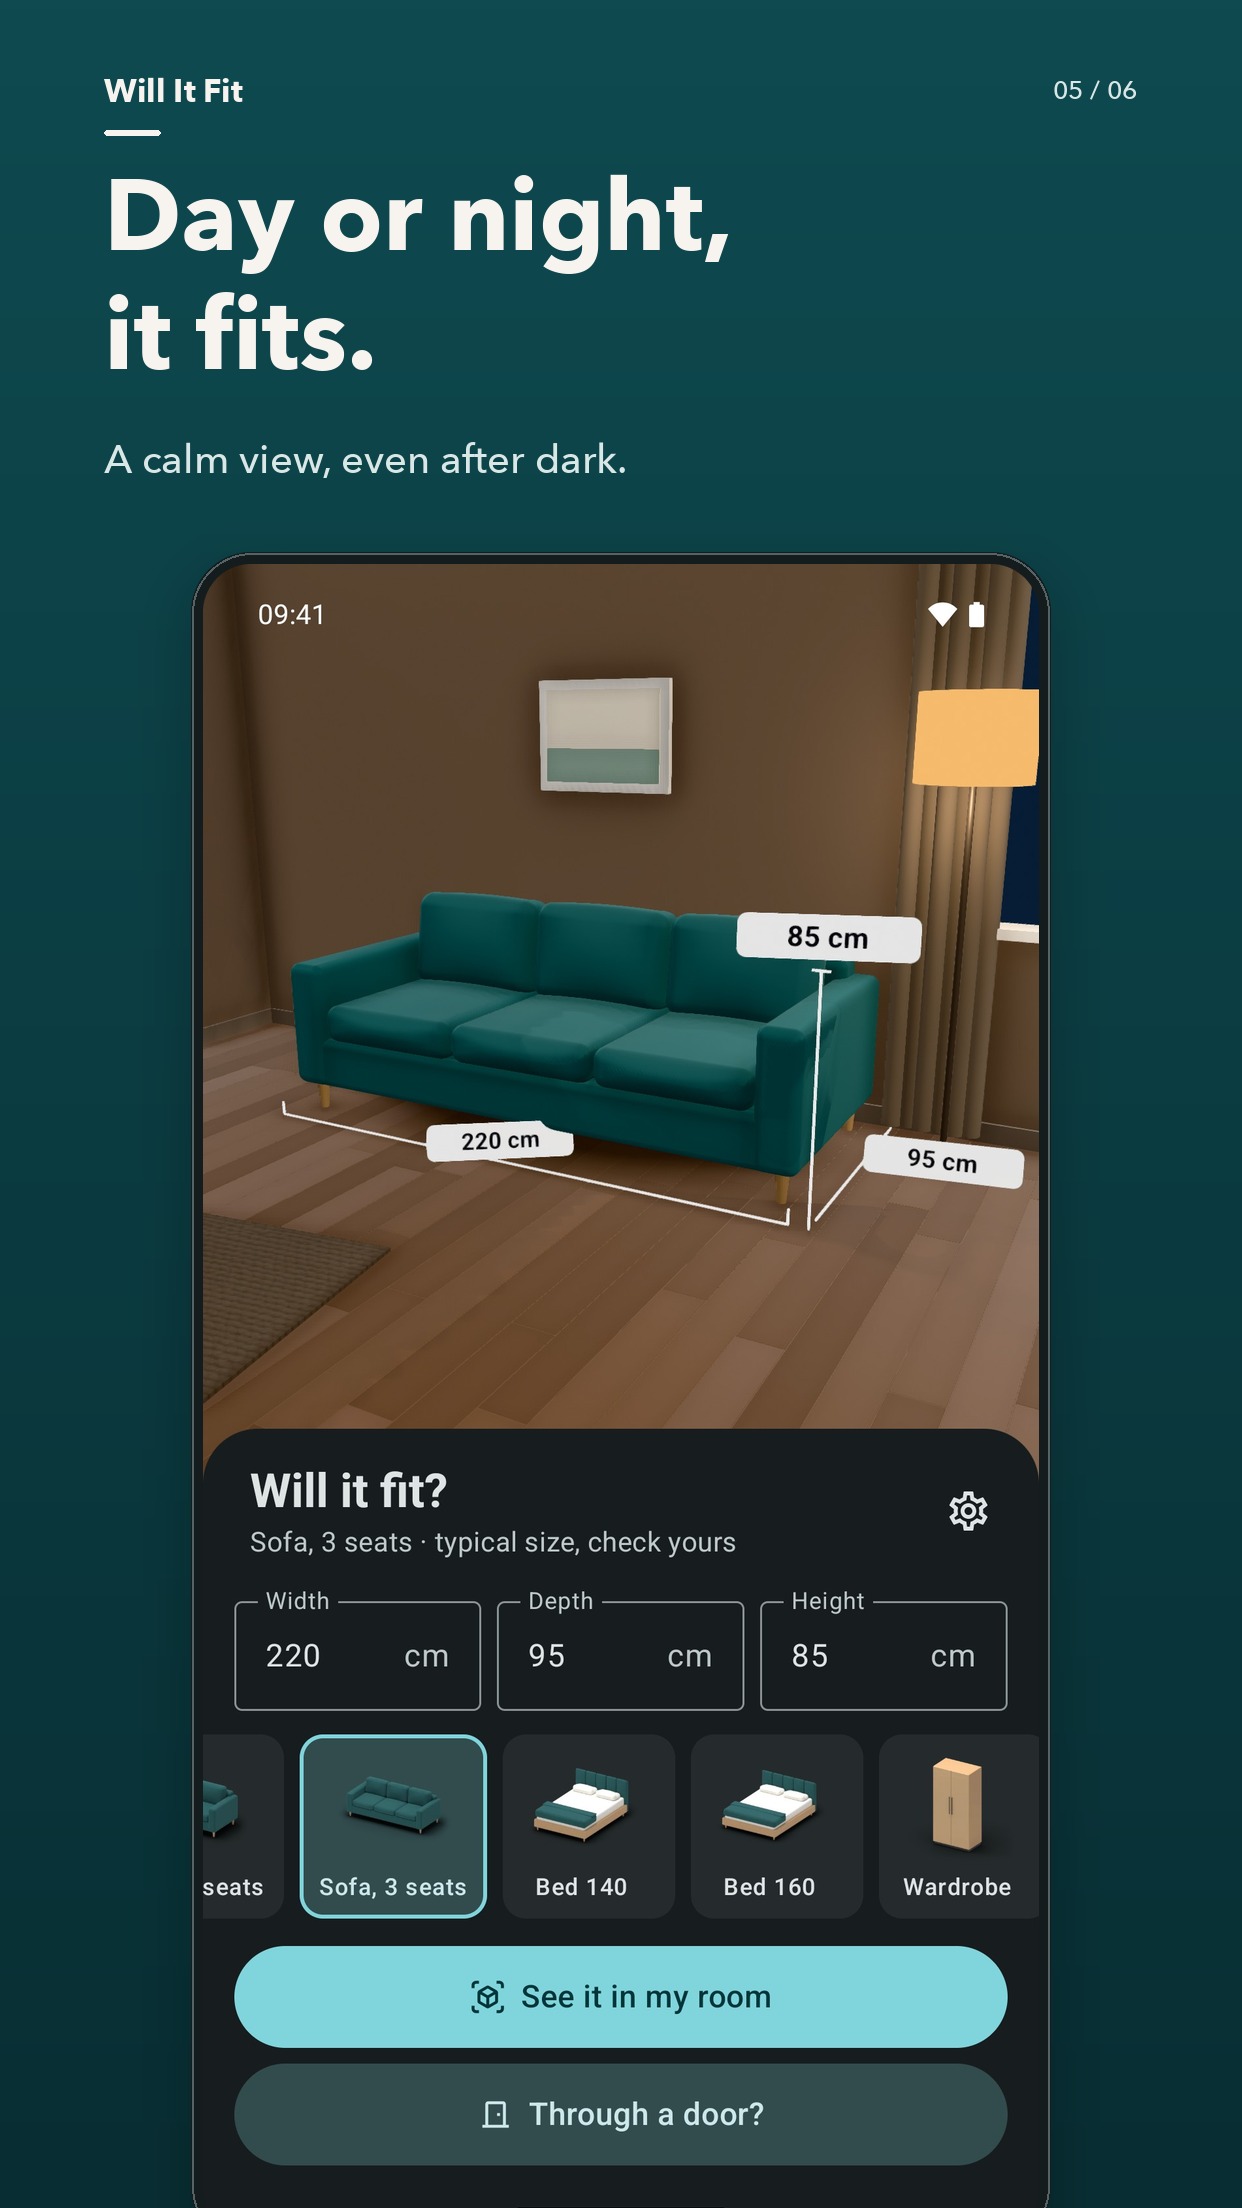 Will It Fit
05 / 06
Day or night,
it fits.
A calm view, even after dark.
09:41
85 cm
220 cm
95 cm
Will it fit?
Sofa, 3 seats · typical size, check yours
Width
Depth
Height
220 cm
95 cm
85 cm
seats
Sofa, 3 seats
Bed 140
Bed 160
Wardrobe
See it in my room
Through a door?